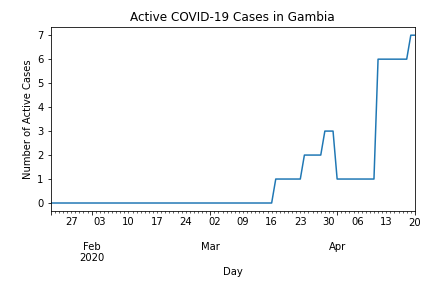 Active COVID-19 Cases in Gambia
7
6
5
4
3
2
1
0
Number of Active Cases
27 03 10 17 24 02 09 16 23 30 06 13 20
Feb Mar Apr
2020
Day